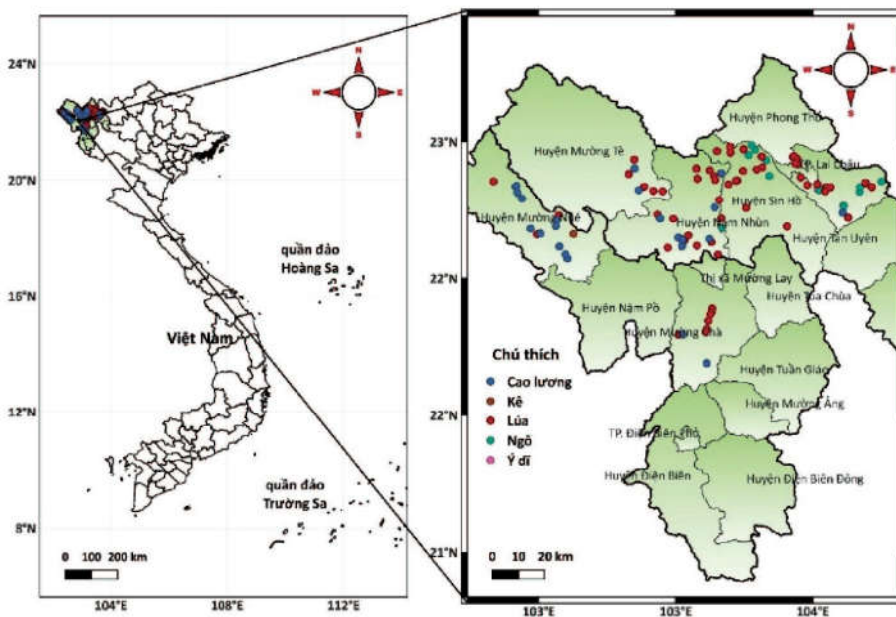 N
W
E
S
24°N
20°N
16°N
12°N
8°N
quần đảo
Hoàng Sa
Việt Nam
quần đảo
Trường Sa
0 100 200 km
104°E
108°E
112°E
N
W
E
S
23°N
22°N
22°N
21°N
Huyện Phong Thổ
Huyện Mường Tè
TP. Lai Châu
Huyện Sìn Hồ
Huyện Mường Nhé
Huyện Nậm Nhùn
Huyện Tân Uyên
Thị xã Mường Lay
Huyện Nậm Pồ
Huyện Tủa Chùa
Huyện Mường Chà
Huyện Tuần Giáo
Huyện Mường Ảng
TP. Điện Biên Phủ
Huyện Điện Biên
Huyện Điện Biên Đông
Chú thích
Cao lương
Kê
Lúa
Ngô
Ý dĩ
0 10 20 km
103°E
103°E
104°E